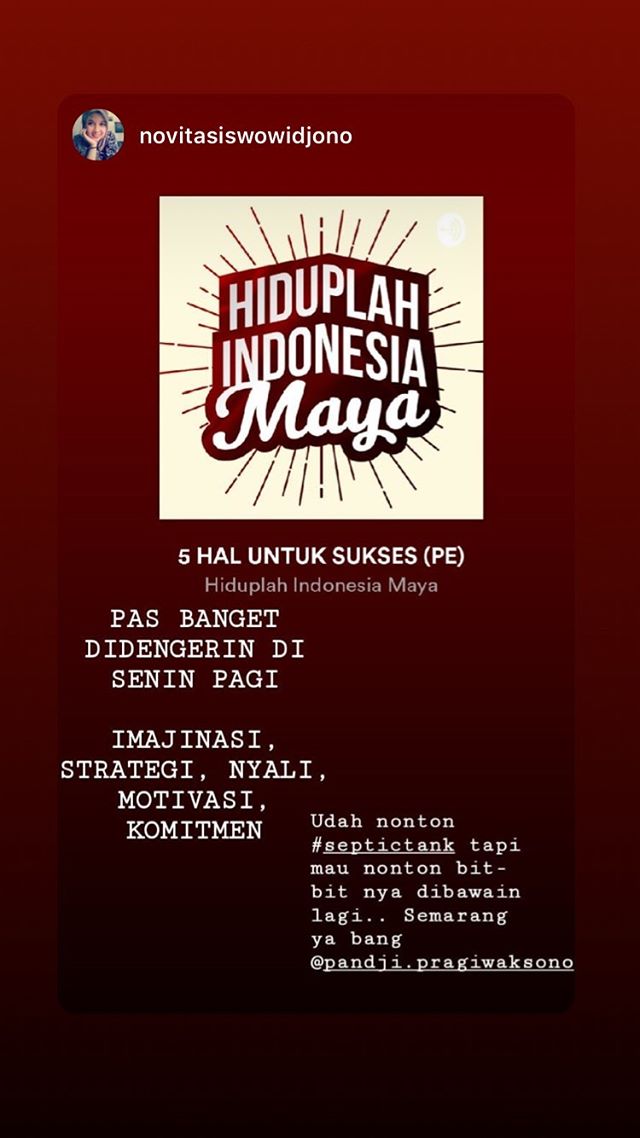 novitasiswowidjono
HIDUPLAH
INDONESIA
Maya
5 HAL UNTUK SUKSES (PE)
Hiduplah Indonesia Maya
PAS BANGET
DIDENGERIN DI
SENIN PAGI
IMAJINASI,
STRATEGI, NYALI,
MOTIVASI,
KOMITMEN
Udah nonton
#septictank tapi
mau nonton bit-
bit nya dibawain
lagi.. Semarang
ya bang
@pandji.pragiwaksono